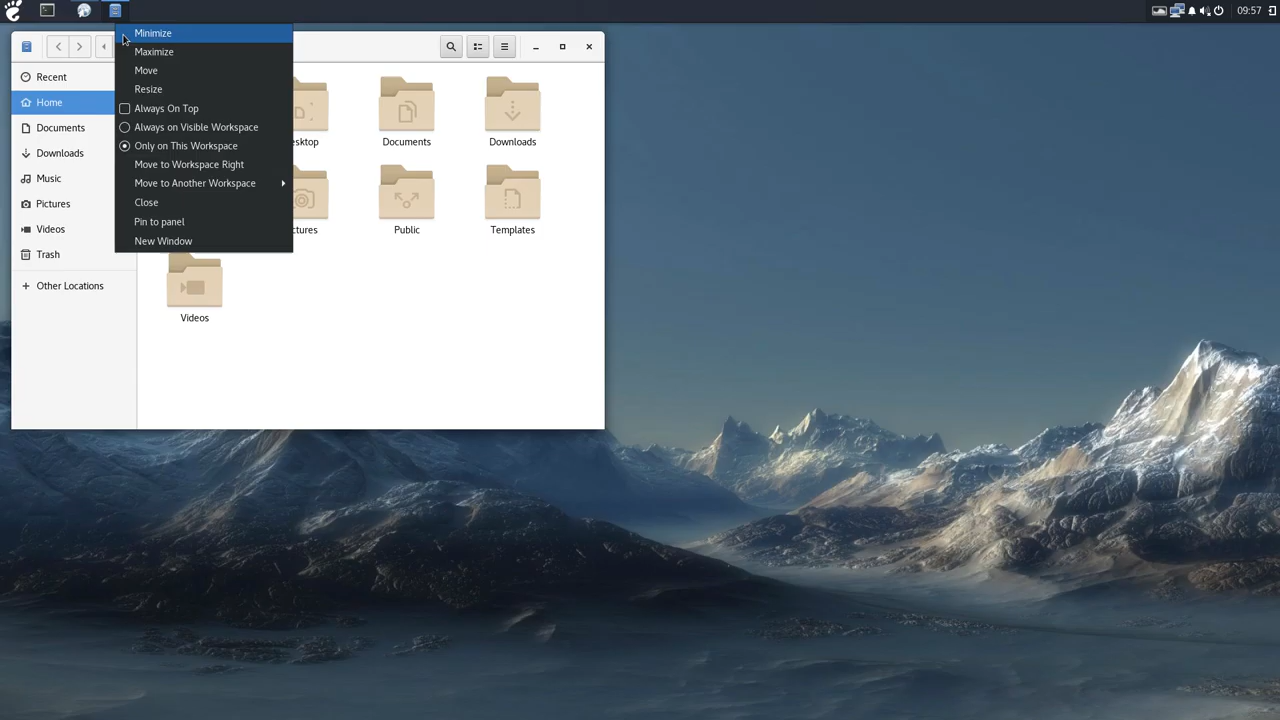 09:57
Minimize
Maximize
Move
Resize
Always On Top
Always on Visible Workspace
Only on This Workspace
Move to Workspace Right
Move to Another Workspace
Close
Pin to panel
New Window
Recent
Home
Documents
Downloads
Music
Pictures
Videos
Trash
Other Locations
Documents
Downloads
Public
Templates
Videos